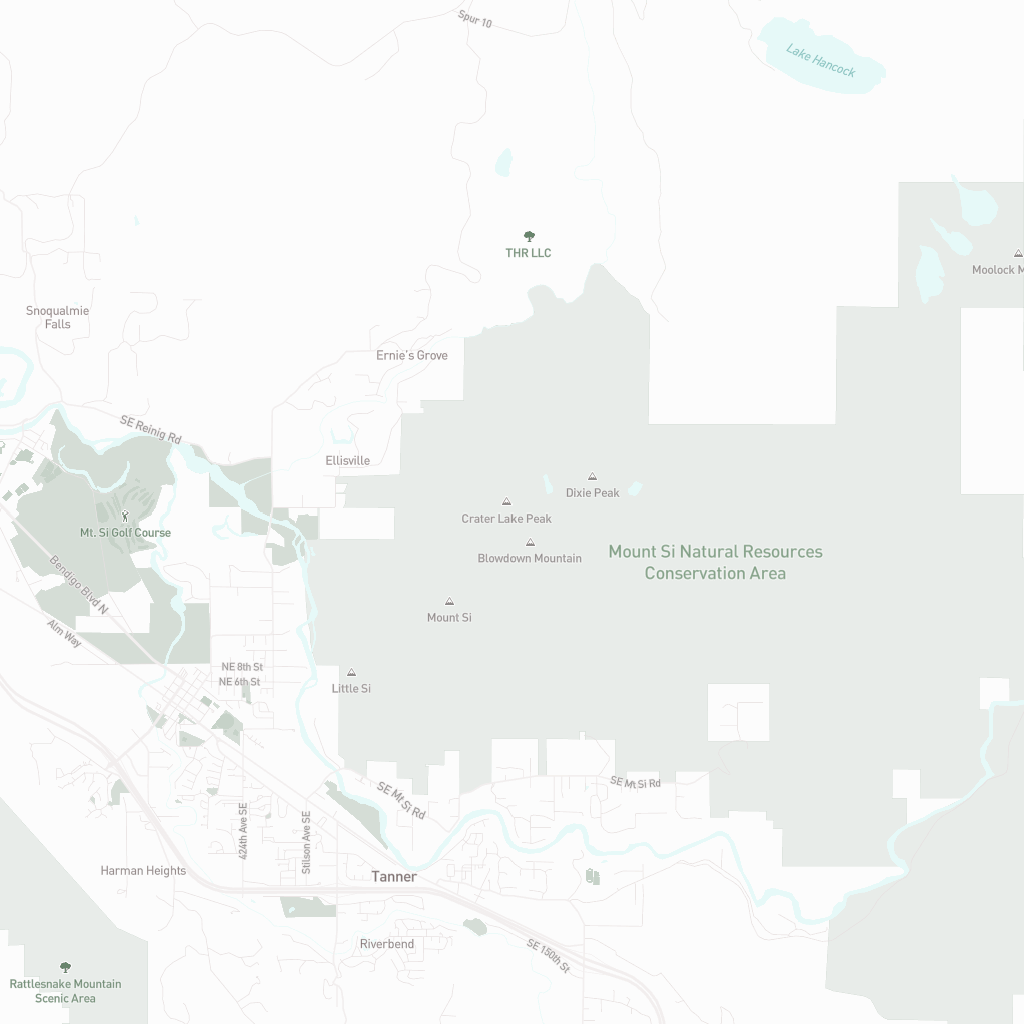 Spur 10
Lake Hancock
THR LLC
Moolock M
Snoqualmie
Falls
Ernie's Grove
SE Reinig Rd
Ellisville
Dixie Peak
Crater Lake Peak
Mt. Si Golf Course
Blowdown Mountain
Mount Si Natural Resources
Conservation Area
Bendigo Blvd N
Mount Si
Alm Way
NE 8th St
NE 6th St
Little Si
SE Mt Si Rd
SE Mt Si Rd
424th Ave SE
Stilson Ave SE
Harman Heights
Tanner
Riverbend
SE 150th St
Rattlesnake Mountain
Scenic Area